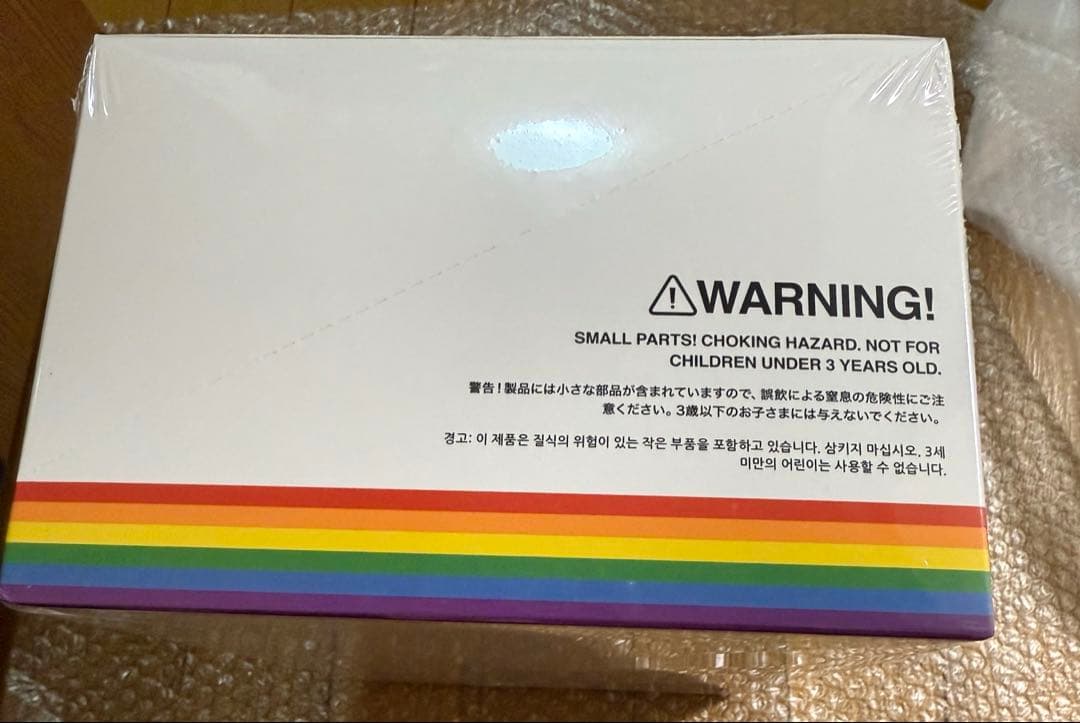 ⚠WARNING!
SMALL PARTS! CHOKING HAZARD. NOT FOR
CHILDREN UNDER 3 YEARS OLD.
警告！製品には小さな部品が含まれていますので、誤飲による窒息の危険性にご注
意ください。3歳以下のお子さまには与えないでください。
경고: 이 제품은 질식의 위험이 있는 작은 부품을 포함하고 있습니다. 삼키지 마십시오. 3세
미만의 어린이는 사용할 수 없습니다.